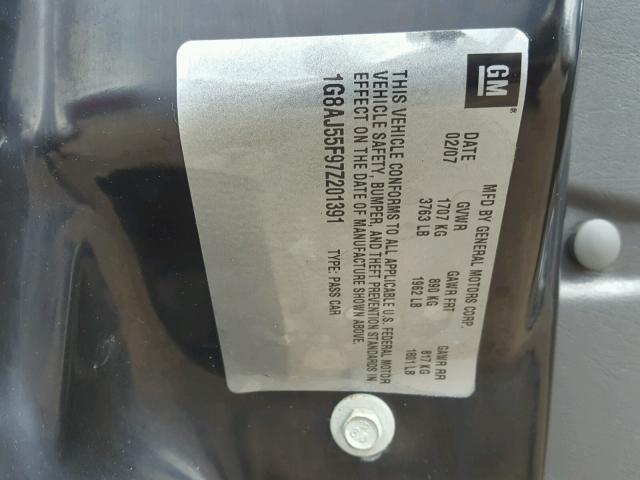 GM
®
MFD BY GENERAL MOTORS CORP.
DATE GVWR GAWR FRT GAWR RR
02/07 1707 KG 890 KG 817 KG
3763 LB 1962 LB 1801 LB
THIS VEHICLE CONFORMS TO ALL APPLICABLE U.S. FEDERAL MOTOR
VEHICLE SAFETY, BUMPER, AND THEFT PREVENTION STANDARDS IN
EFFECT ON THE DATE OF MANUFACTURE SHOWN ABOVE.
1G8AJ55F97Z201391 TYPE: PASS CAR